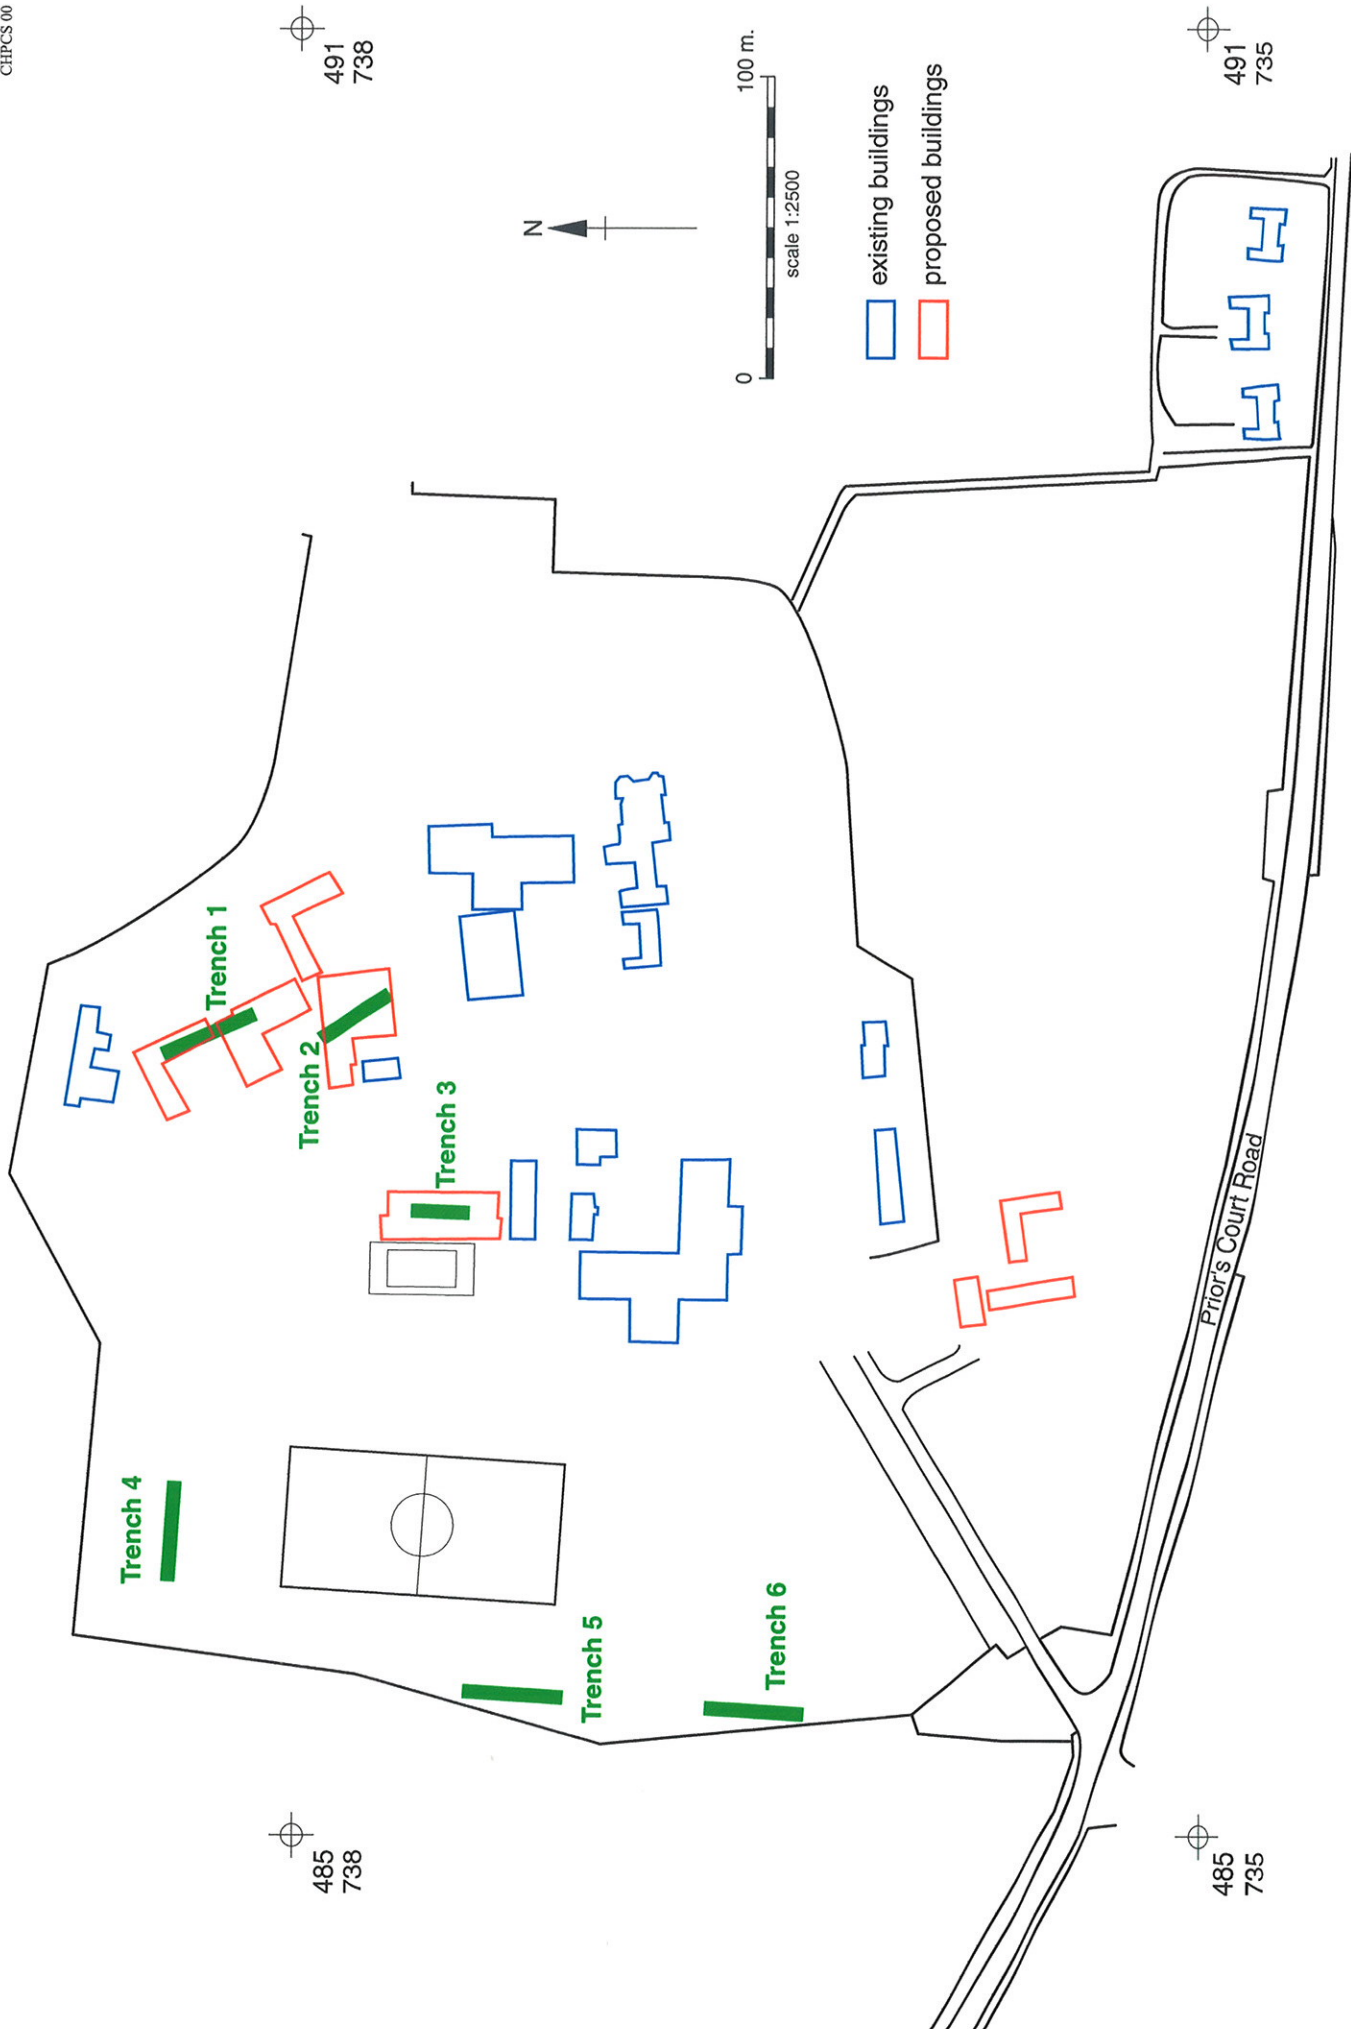 CHPCS 00
491
738
491
735
N
0
100 m.
scale 1:2500
existing buildings
proposed buildings
Trench 1
Trench 2
Trench 3
Trench 4
Trench 5
Trench 6
Prior's Court Road
485
738
485
735